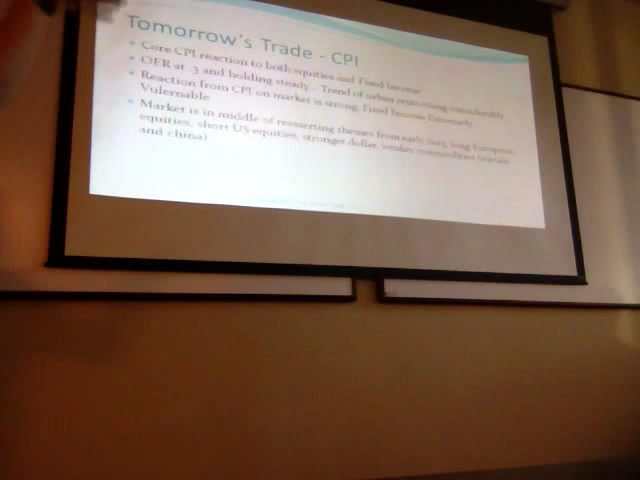 Tomorrow's Trade - CPI
Core CPI reaction to both equities and Fixed Income
OER at .3 and holding steady - Trend of urban rents rising considerably
Reaction from CPI on market is strong. Fixed Income Extremely
Vulernable
Market is in middle of reasserting themes from early 2015, long European
equities, short US equities, stronger dollar, weaker commodities (metals
and china)